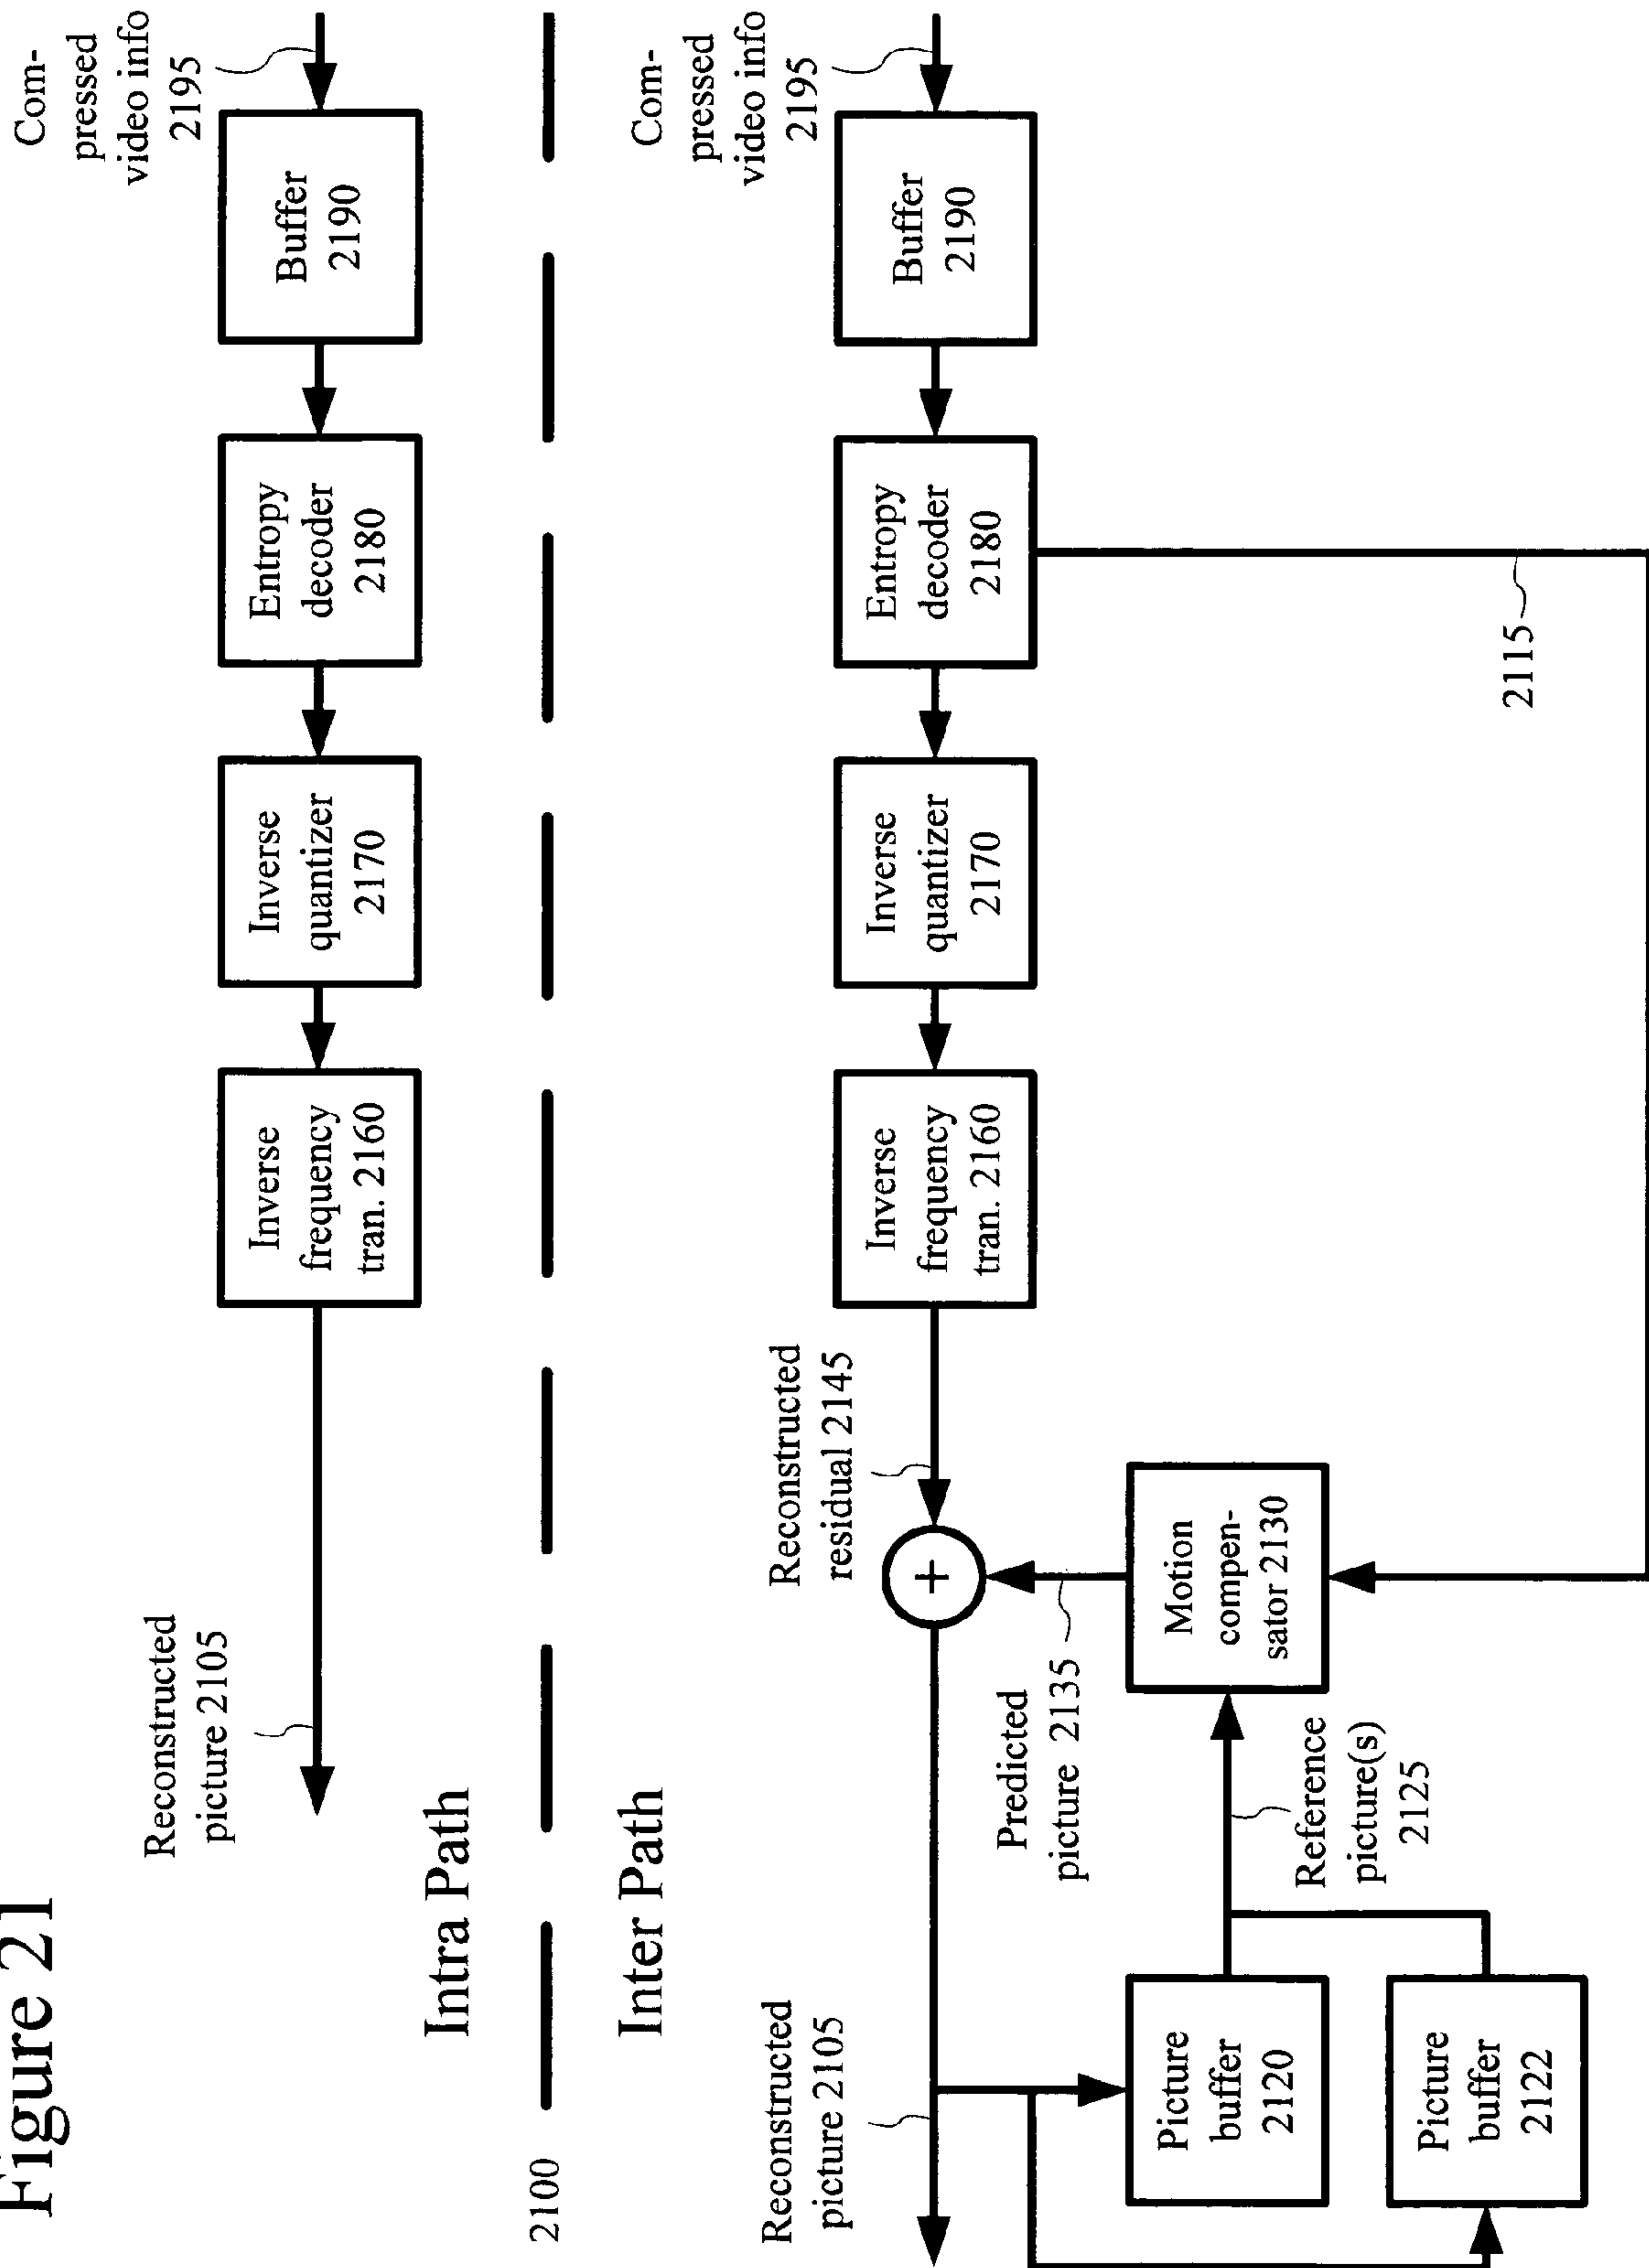 Figure 21
Reconstructed
picture 2105
Inverse
frequency
tran. 2160
Inverse
quantizer
2170
Entropy
decoder
2180
Buffer
2190
Com-
pressed
video info
2195
Intra Path
2100
Inter Path
Reconstructed
picture 2105
Reconstructed
residual 2145
+
Inverse
frequency
tran. 2160
Inverse
quantizer
2170
Entropy
decoder
2180
Buffer
2190
Com-
pressed
video info
2195
Predicted
picture 2135
Picture
buffer
2120
Reference
picture(s)
2125
Motion
compen-
sator 2130
Picture
buffer
2122
2115